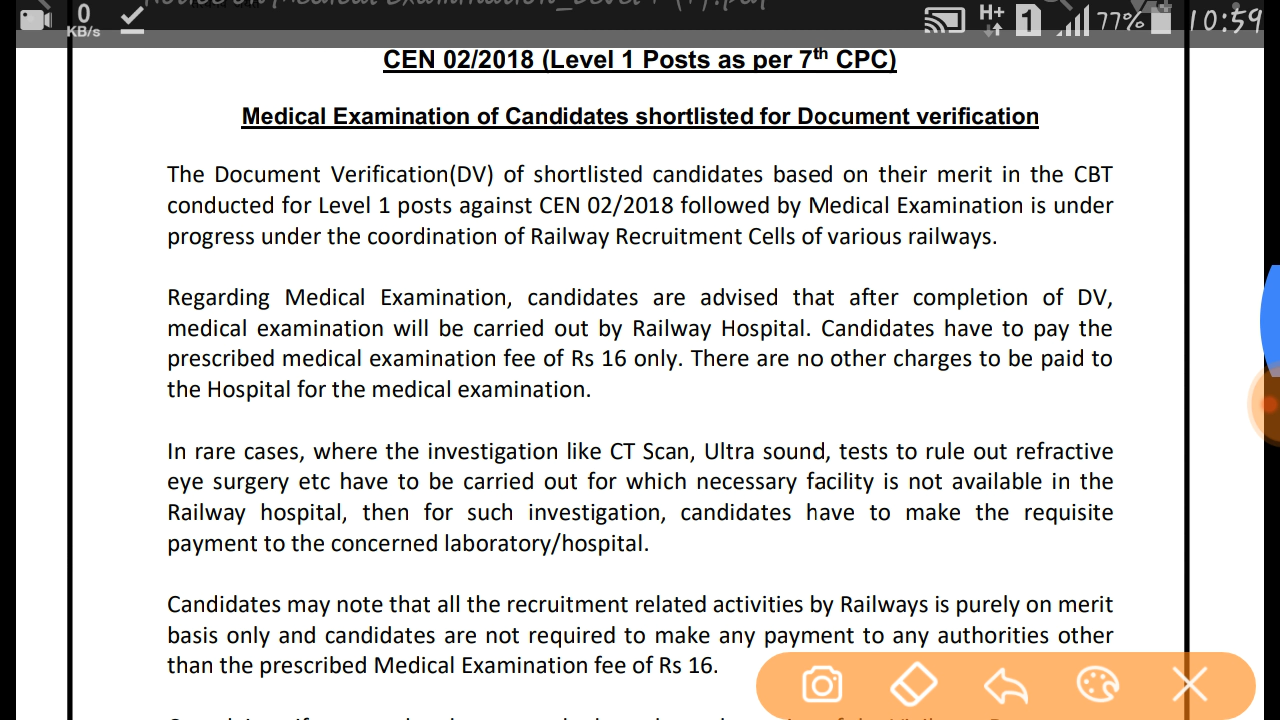 0
KB/s
H+ 1 77% 10:59
CEN 02/2018 (Level 1 Posts as per 7th CPC)
Medical Examination of Candidates shortlisted for Document verification
The Document Verification(DV) of shortlisted candidates based on their merit in the CBT
conducted for Level 1 posts against CEN 02/2018 followed by Medical Examination is under
progress under the coordination of Railway Recruitment Cells of various railways.
Regarding Medical Examination, candidates are advised that after completion of DV,
medical examination will be carried out by Railway Hospital. Candidates have to pay the
prescribed medical examination fee of Rs 16 only. There are no other charges to be paid to
the Hospital for the medical examination.
In rare cases, where the investigation like CT Scan, Ultra sound, tests to rule out refractive
eye surgery etc have to be carried out for which necessary facility is not available in the
Railway hospital, then for such investigation, candidates have to make the requisite
payment to the concerned laboratory/hospital.
Candidates may note that all the recruitment related activities by Railways is purely on merit
basis only and candidates are not required to make any payment to any authorities other
than the prescribed Medical Examination fee of Rs 16.